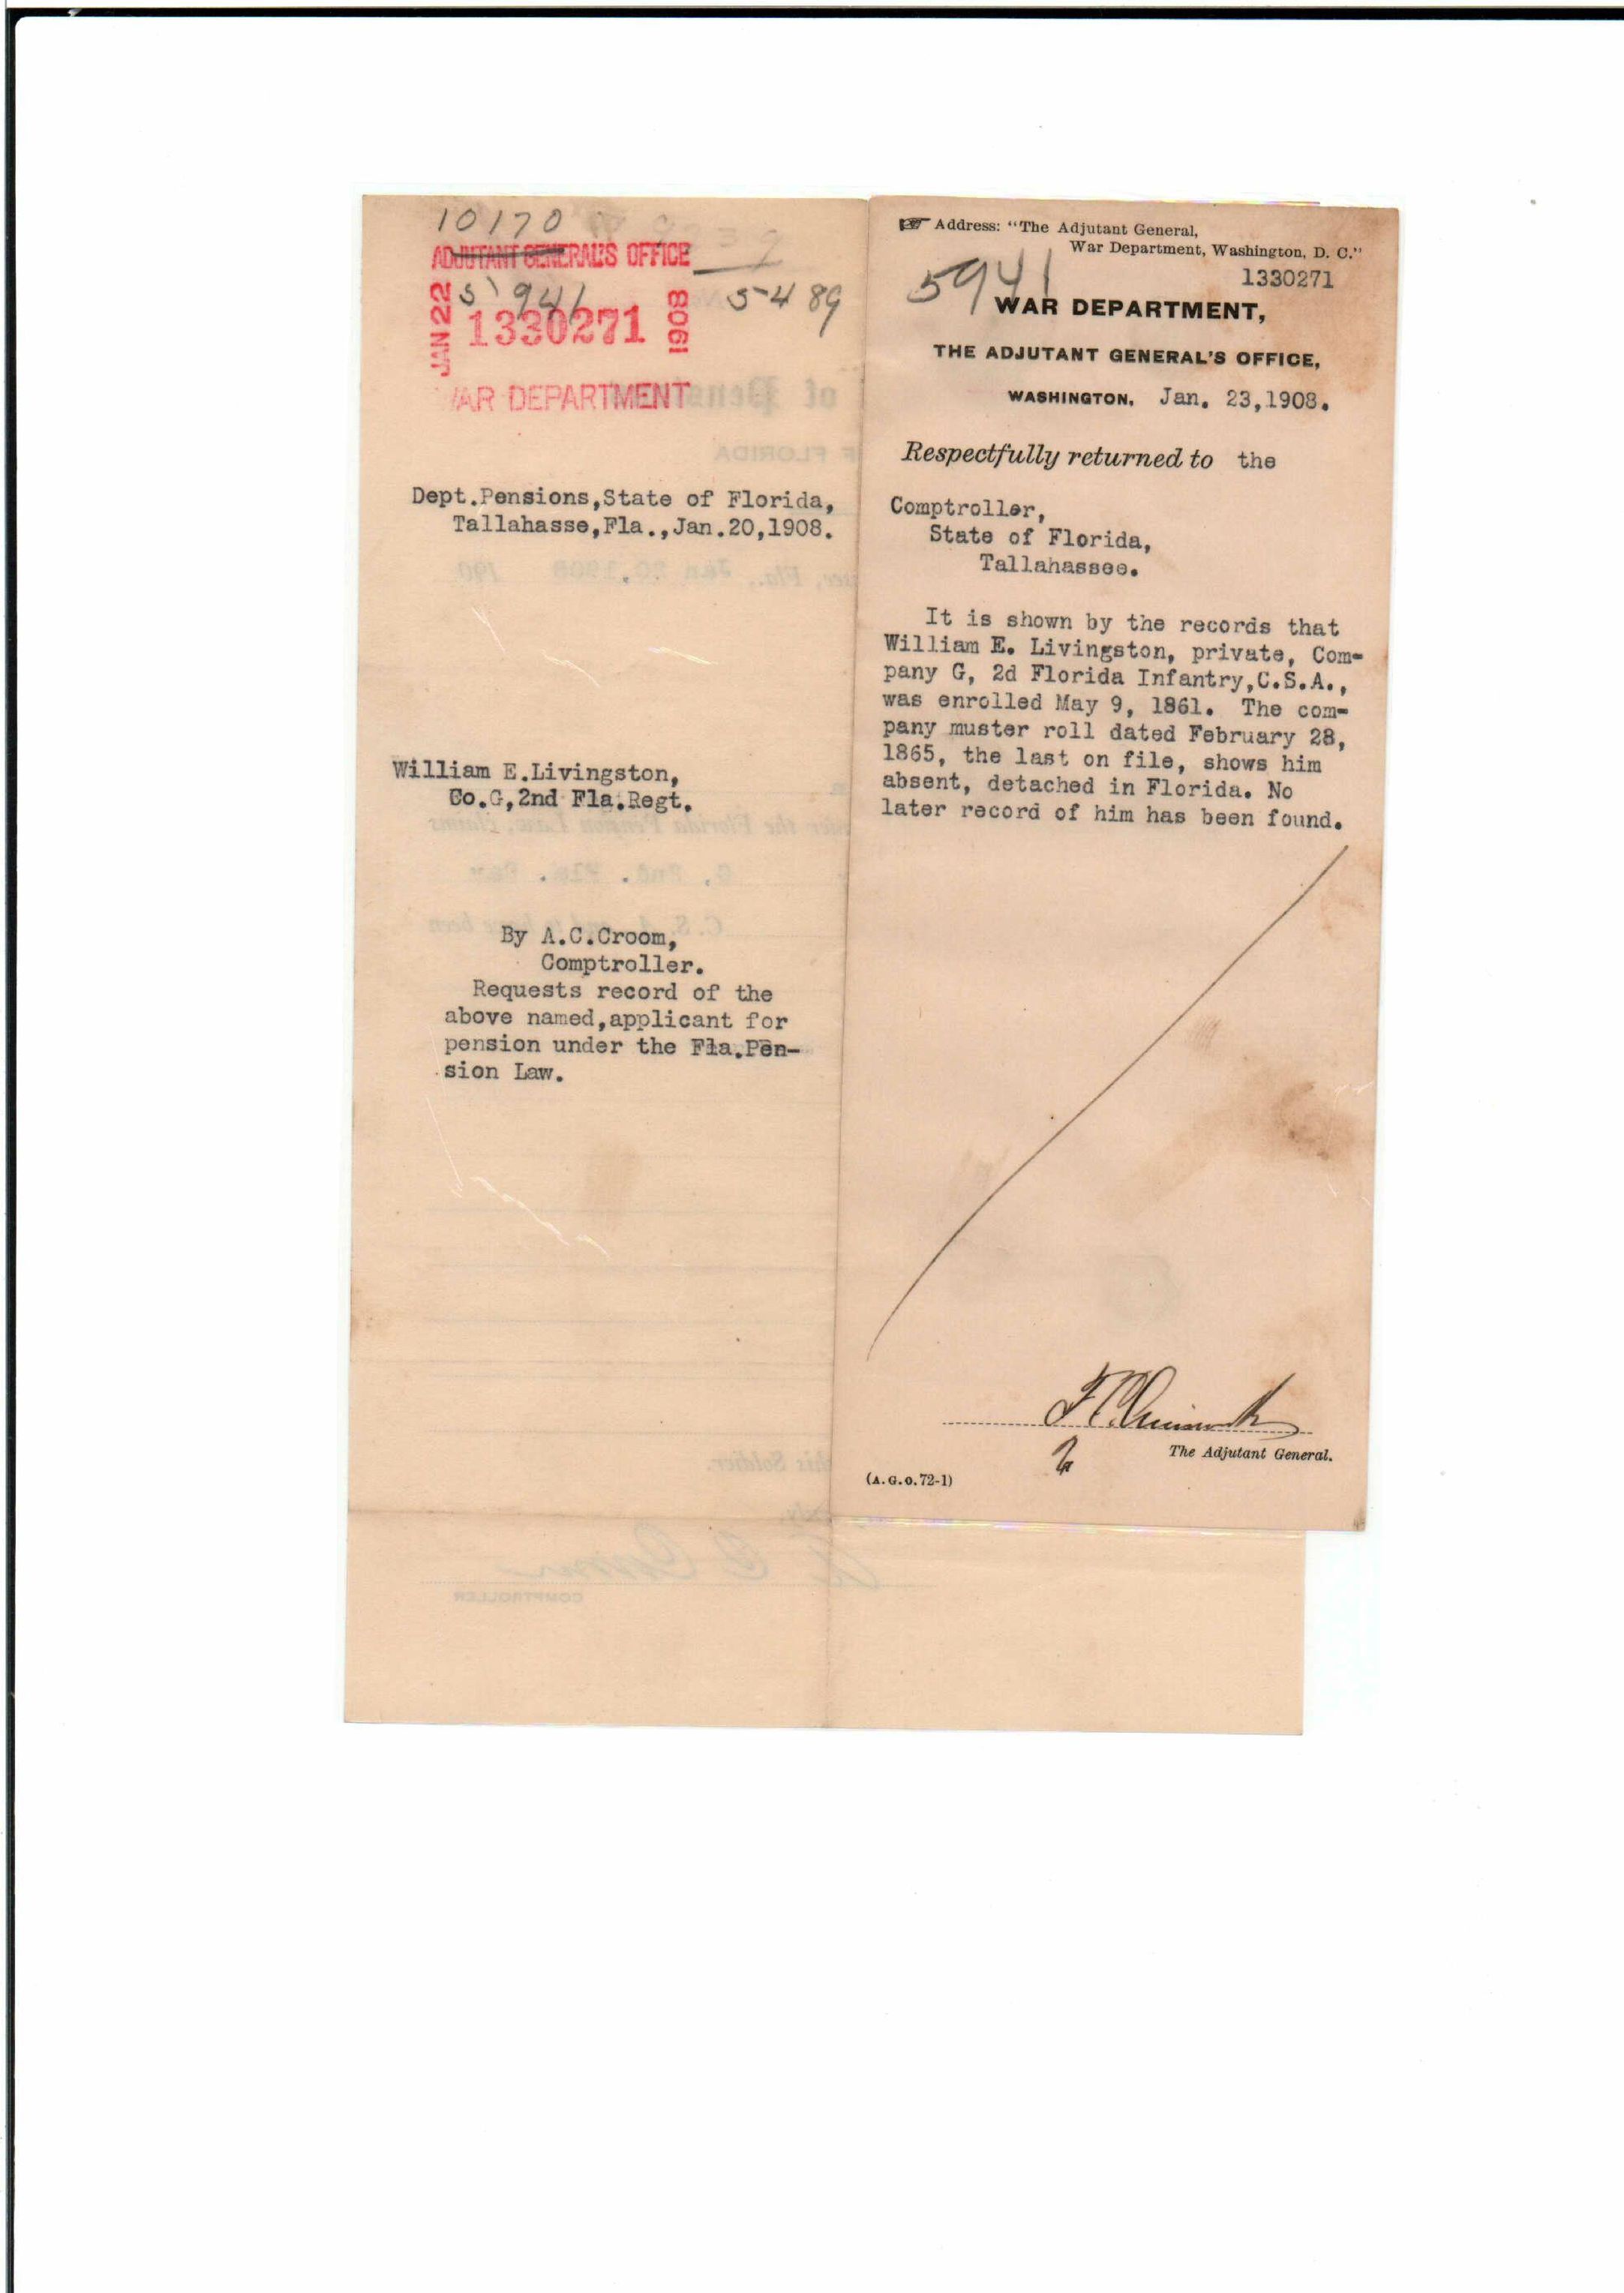 10170
ADJUTANT GENERAL'S OFFICE
5941
5489
JAN 22
1330271
1908
WAR DEPARTMENT
Dept.Pensions,State of Florida,
Tallahasse,Fla.,Jan.20,1908.
William E.Livingston,
Co.G,2nd Fla.Regt.
By A.C.Croom,
Comptroller.
Requests record of the
above named,applicant for
pension under the Fla.Pen-
sion Law.
Address: "The Adjutant General,
War Department, Washington, D. C."
1330271
5941
WAR DEPARTMENT,
THE ADJUTANT GENERAL'S OFFICE,
WASHINGTON, Jan. 23,1908.
Respectfully returned to the
Comptroller,
State of Florida,
Tallahassee.
It is shown by the records that
William E. Livingston, private, Com-
pany G, 2d Florida Infantry,C.S.A.,
was enrolled May 9, 1861. The com-
pany muster roll dated February 28,
1865, the last on file, shows him
absent, detached in Florida. No
later record of him has been found.
The Adjutant General.
(A.G.O.72-1)